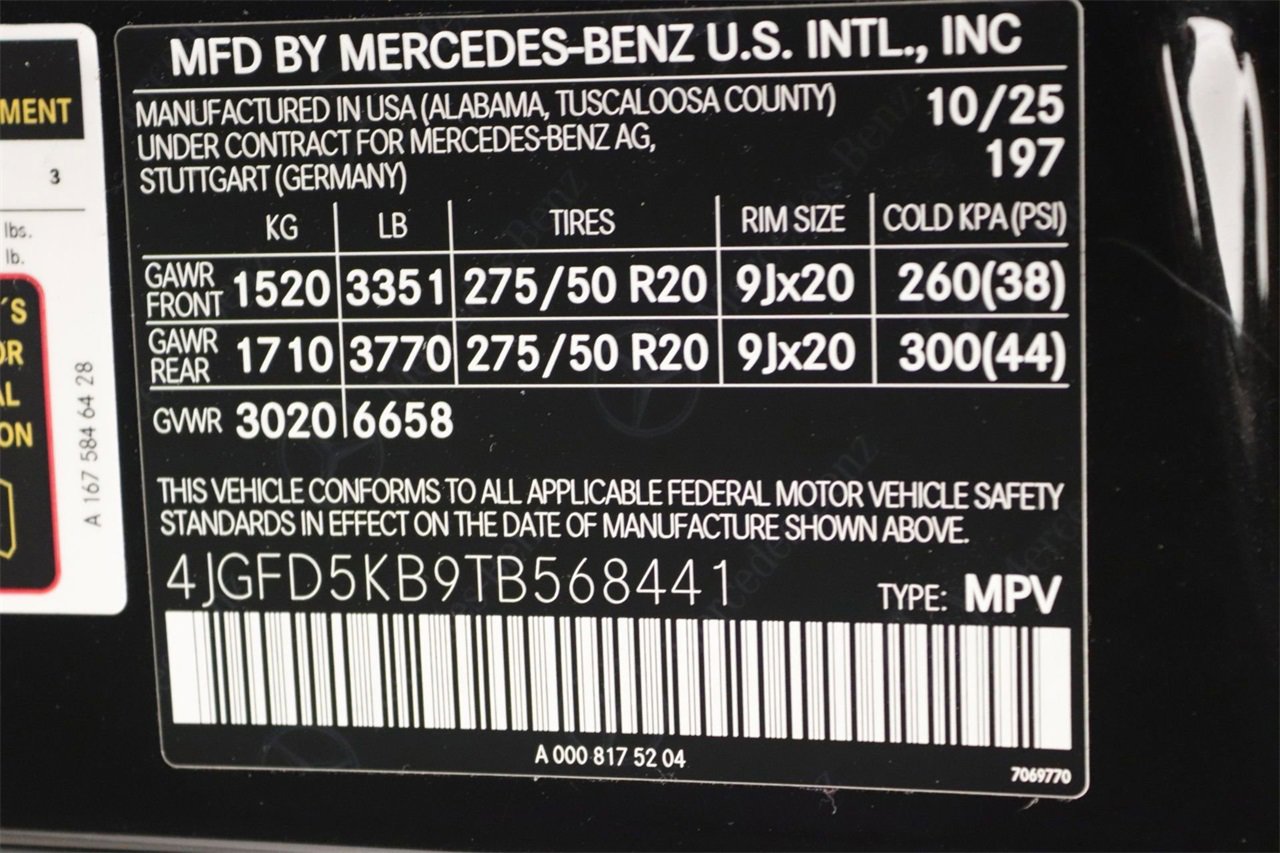 MENT
3
lbs.
lb.
´S
OR
AL
ON
A 167 584 64 28
MFD BY MERCEDES-BENZ U.S. INTL., INC
MANUFACTURED IN USA (ALABAMA, TUSCALOOSA COUNTY) 10/25
UNDER CONTRACT FOR MERCEDES-BENZ AG, 197
STUTTGART (GERMANY)
KG LB TIRES RIM SIZE COLD KPA (PSI)
GAWR FRONT 1520 3351 275/50 R20 9Jx20 260(38)
GAWR REAR 1710 3770 275/50 R20 9Jx20 300(44)
GVWR 3020 6658
THIS VEHICLE CONFORMS TO ALL APPLICABLE FEDERAL MOTOR VEHICLE SAFETY
STANDARDS IN EFFECT ON THE DATE OF MANUFACTURE SHOWN ABOVE.
4JGFD5KB9TB568441 TYPE: MPV
A 000 817 52 04
7069770